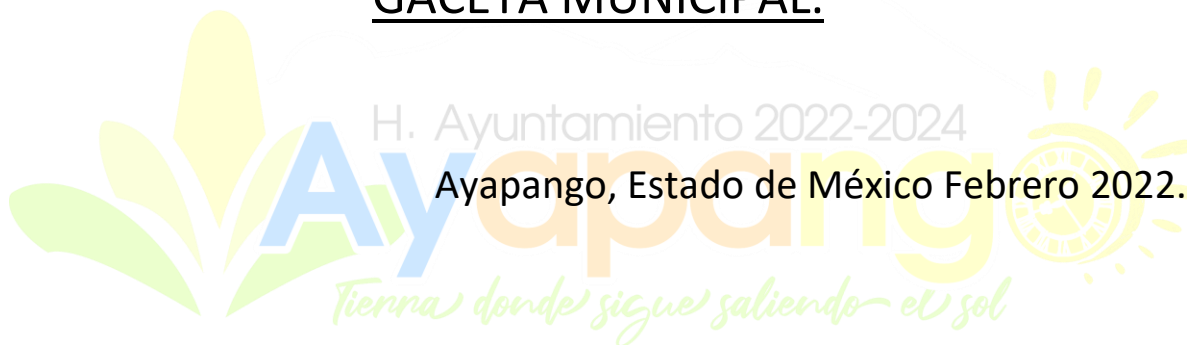 GACETA MUNICIPAL.
H. Ayuntamiento 2022-2024
Ayapango
Ayapango, Estado de México Febrero 2022.
Tierra donde sigue saliendo el sol